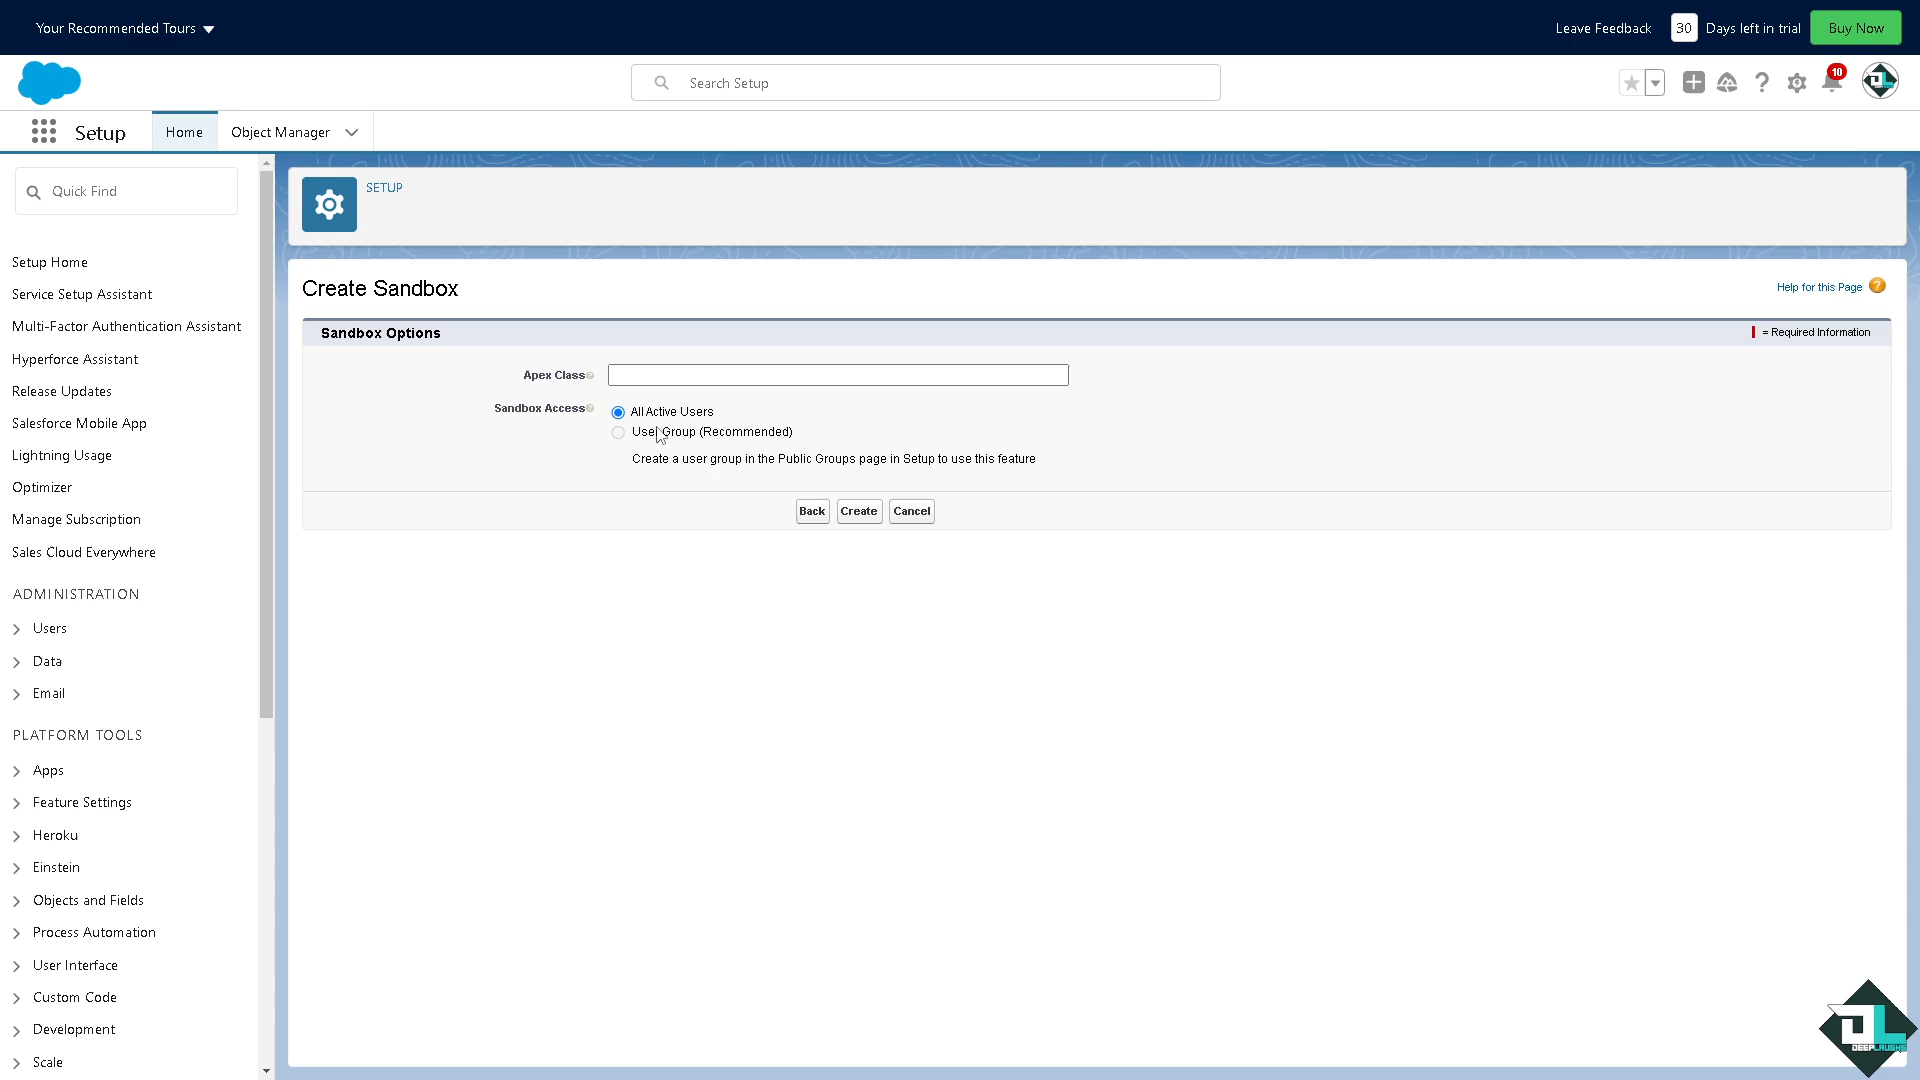 Your Recommended Tours
Leave Feedback
30 Days left in trial
Buy Now
Search Setup
10
Setup
Home
Object Manager
Quick Find
SETUP
Setup Home
Service Setup Assistant
Multi-Factor Authentication Assistant
Hyperforce Assistant
Release Updates
Salesforce Mobile App
Lightning Usage
Optimizer
Manage Subscription
Sales Cloud Everywhere
ADMINISTRATION
Users
Data
Email
PLATFORM TOOLS
Apps
Feature Settings
Heroku
Einstein
Objects and Fields
Process Automation
User Interface
Custom Code
Development
Scale
Create Sandbox
Help for this Page
Sandbox Options
= Required Information
Apex Class
Sandbox Access
All Active Users
User Group (Recommended)
Create a user group in the Public Groups page in Setup to use this feature
Back
Create
Cancel
DL
DEEPLAUGHS